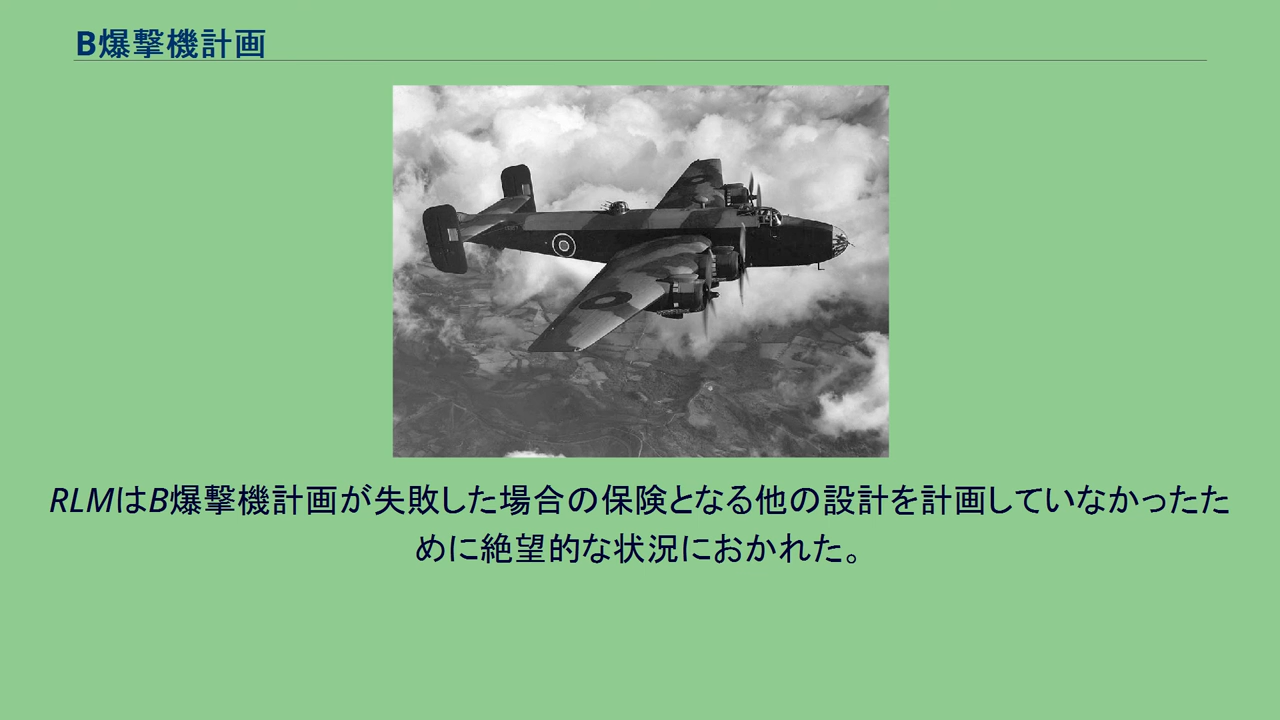 B爆撃機計画
RLMはB爆撃機計画が失敗した場合の保険となる他の設計を計画していなかったた
めに絶望的な状況におかれた。